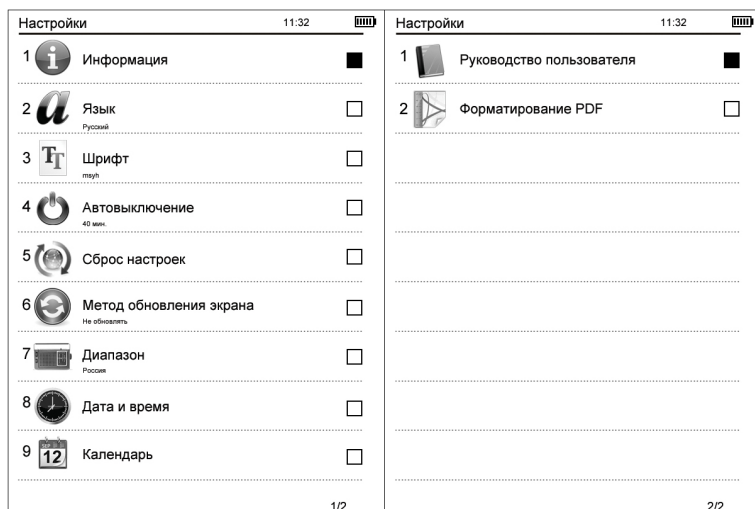 Настройки 11:32
1 Информация
2 Язык
Русский
3 Шрифт
msyh
4 Автовыключение
40 мин.
5 Сброс настроек
6 Метод обновления экрана
Не обновлять
7 Диапазон
Россия
8 Дата и время
9 Календарь
12
1/2
Настройки 11:32
1 Руководство пользователя
2 Форматирование PDF
2/2